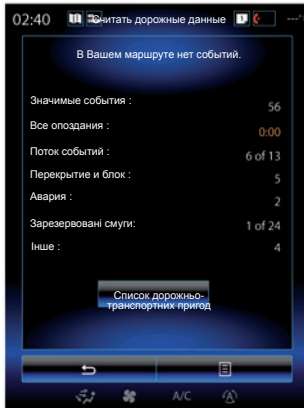 02:40 Считать дорожные данные
В Вашем маршруте нет событий.
Значимые события : 56
Все опоздания : 0:00
Поток событий : 6 of 13
Перекрытие и блок : 5
Авария : 2
Зарезервовані смуги: 1 of 24
Інше : 4
Список дорожньо-
транспортних пригод
A/C